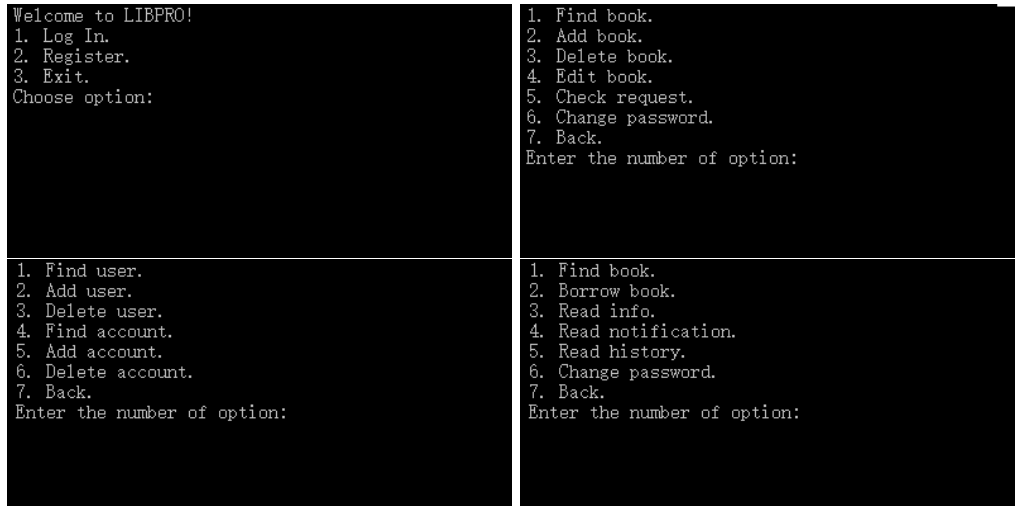 Welcome to LIBPRO!
1. Log In.
2. Register.
3. Exit.
Choose option:
1. Find book.
2. Add book.
3. Delete book.
4. Edit book.
5. Check request.
6. Change password.
7. Back.
Enter the number of option:
1. Find user.
2. Add user.
3. Delete user.
4. Find account.
5. Add account.
6. Delete account.
7. Back.
Enter the number of option:
1. Find book.
2. Borrow book.
3. Read info.
4. Read notification.
5. Read history.
6. Change password.
7. Back.
Enter the number of option: